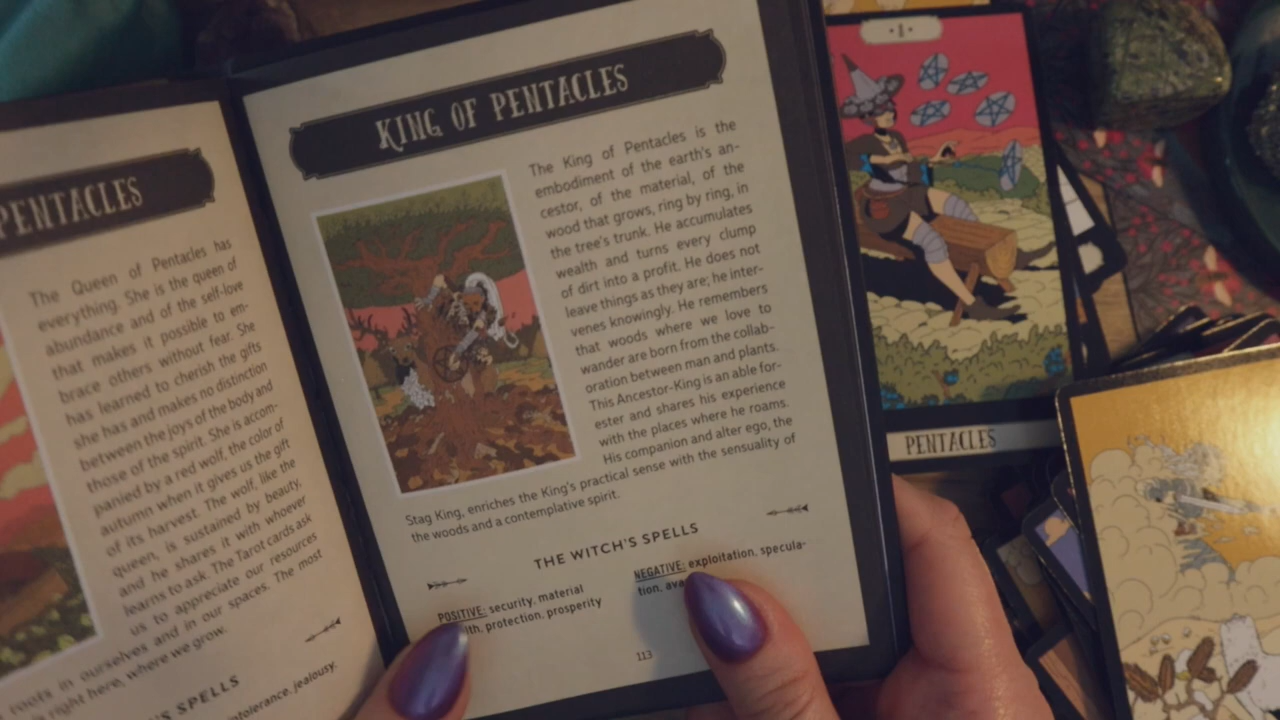 PENTACLES
The Queen of Pentacles has
everything. She is the queen of
abundance and of the self-love
that makes it possible to em-
brace others without fear. She
has learned to cherish the gifts
she has and makes no distinction
between the joys of the body and
those of the spirit. She is accom-
panied by a red wolf, the color of
autumn when it gives us the gift
of its harvest. The wolf, like the
queen, is sustained by beauty,
and he shares it with whoever
learns to ask. The Tarot cards ask
us to appreciate our resources
roots in ourselves and in our spaces. The most
is right here, where we grow.
'S SPELLS
intolerance, jealousy.
KING OF PENTACLES
The King of Pentacles is the
embodiment of the earth's an-
cestor, of the material, of the
wood that grows, ring by ring, in
the tree's trunk. He accumulates
wealth and turns every clump
of dirt into a profit. He does not
leave things as they are; he inter-
venes knowingly. He remembers
that woods where we love to
wander are born from the collab-
oration between man and plants.
This Ancestor-King is an able for-
ester and shares his experience
with the places where he roams.
His companion and alter ego, the
Stag King, enriches the King's practical sense with the sensuality of
the woods and a contemplative spirit.
THE WITCH'S SPELLS
POSITIVE: security, material
protection, prosperity
NEGATIVE: exploitation, specula-
tion,
113
PENTACLES